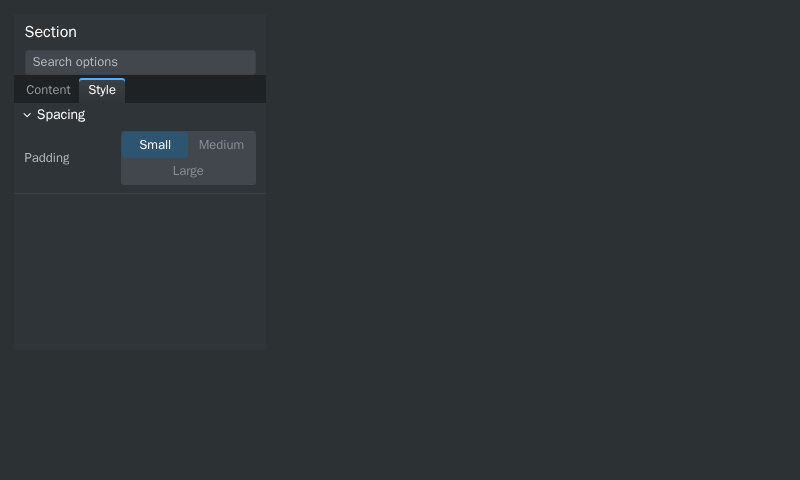 Section
Search options
Content Style
Spacing
Padding Small Medium
Large